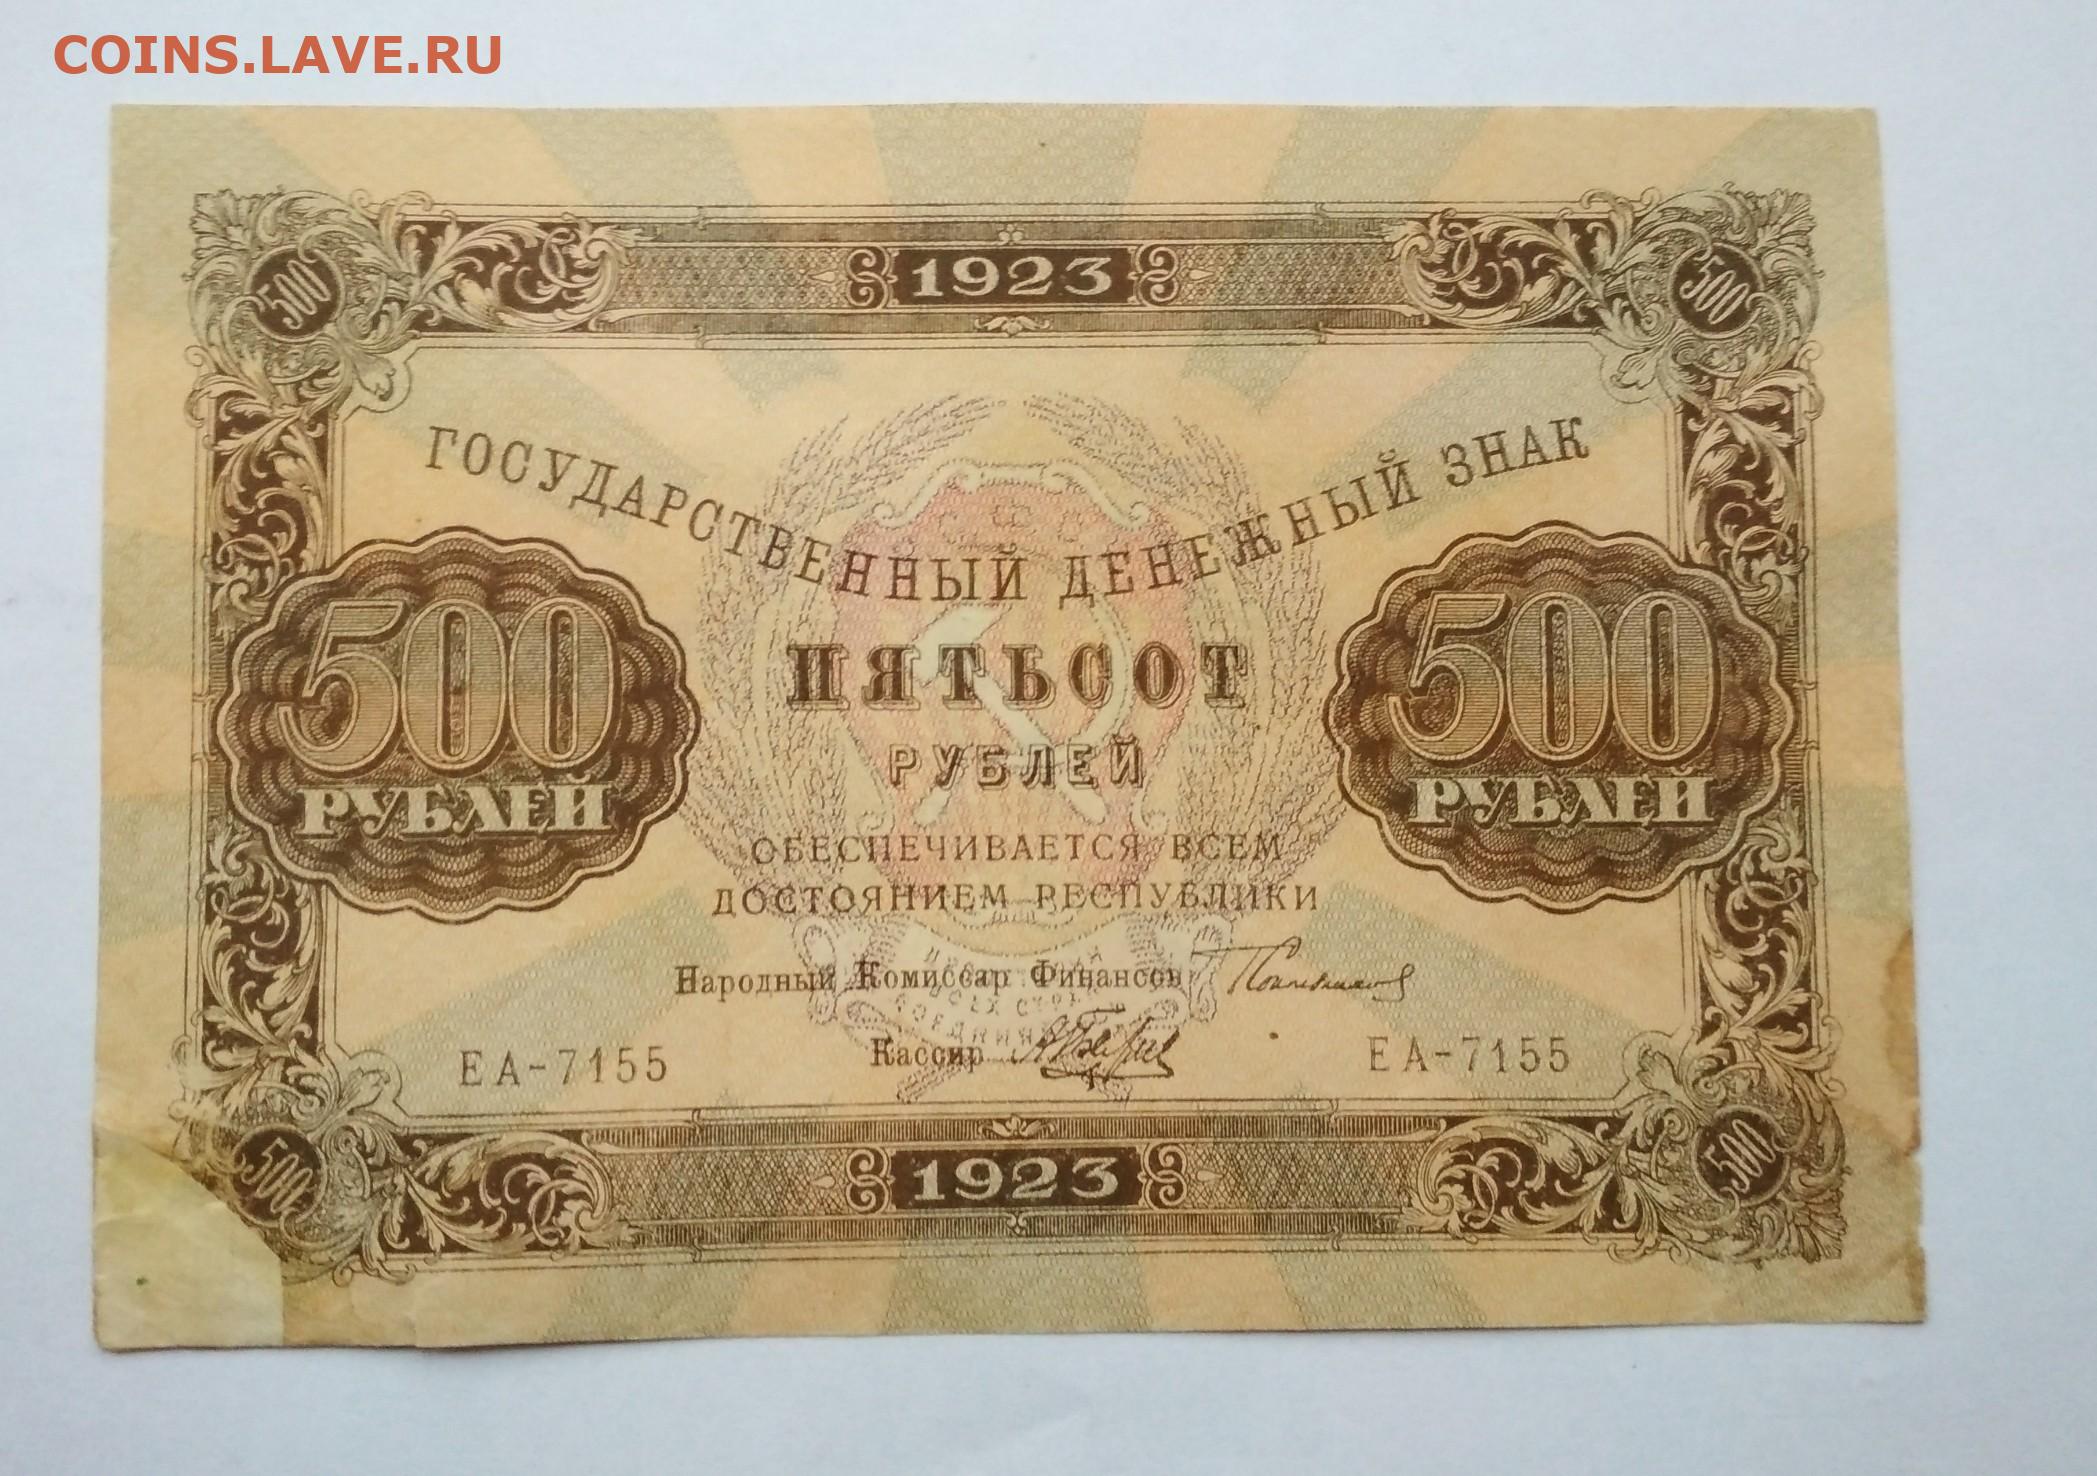 COINS.LAVE.RU
1923
500 500
ГОСУДАРСТВЕННЫЙ ДЕНЕЖНЫЙ ЗНАК
ПЯТЬСОТ
РУБЛЕЙ
500 500
РУБЛЕЙ РУБЛЕЙ
ОБЕСПЕЧИВАЕТСЯ ВСЕМ
ДОСТОЯНИЕМ РЕСПУБЛИКИ
Народный Комиссар Финансов
Кассир
ЕА-7155 ЕА-7155
500 500
1923